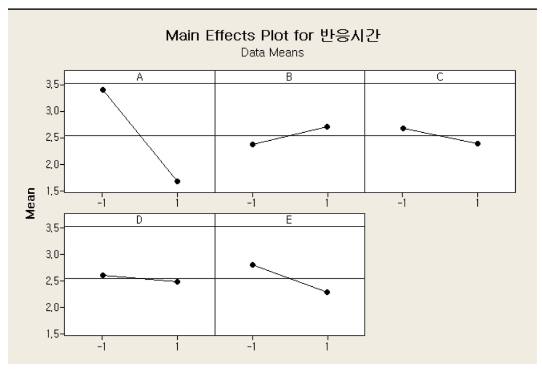 Main Effects Plot for 반응시간
Data Means
A B C
3,5
3,0
2,5
2,0
1,5
-1 1 -1 1 -1 1
Mean
D E
3,5
3,0
2,5
2,0
1,5
-1 1 -1 1